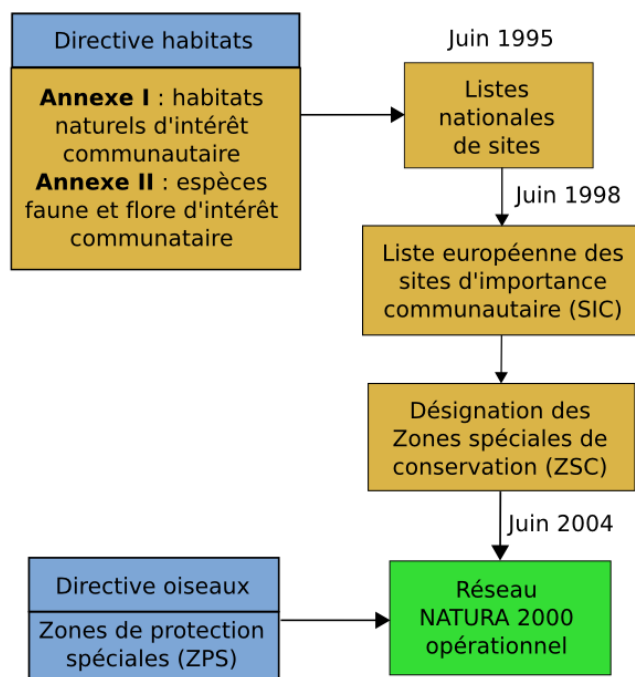 Directive habitats
Annexe I : habitats
naturels d'intérêt
communautaire
Annexe II : espèces
faune et flore d'intérêt
communataire
Juin 1995
Listes
nationales
de sites
Juin 1998
Liste européenne des
sites d'importance
communautaire (SIC)
Désignation des
Zones spéciales de
conservation (ZSC)
Juin 2004
Directive oiseaux
Zones de protection
spéciales (ZPS)
Réseau
NATURA 2000
opérationnel